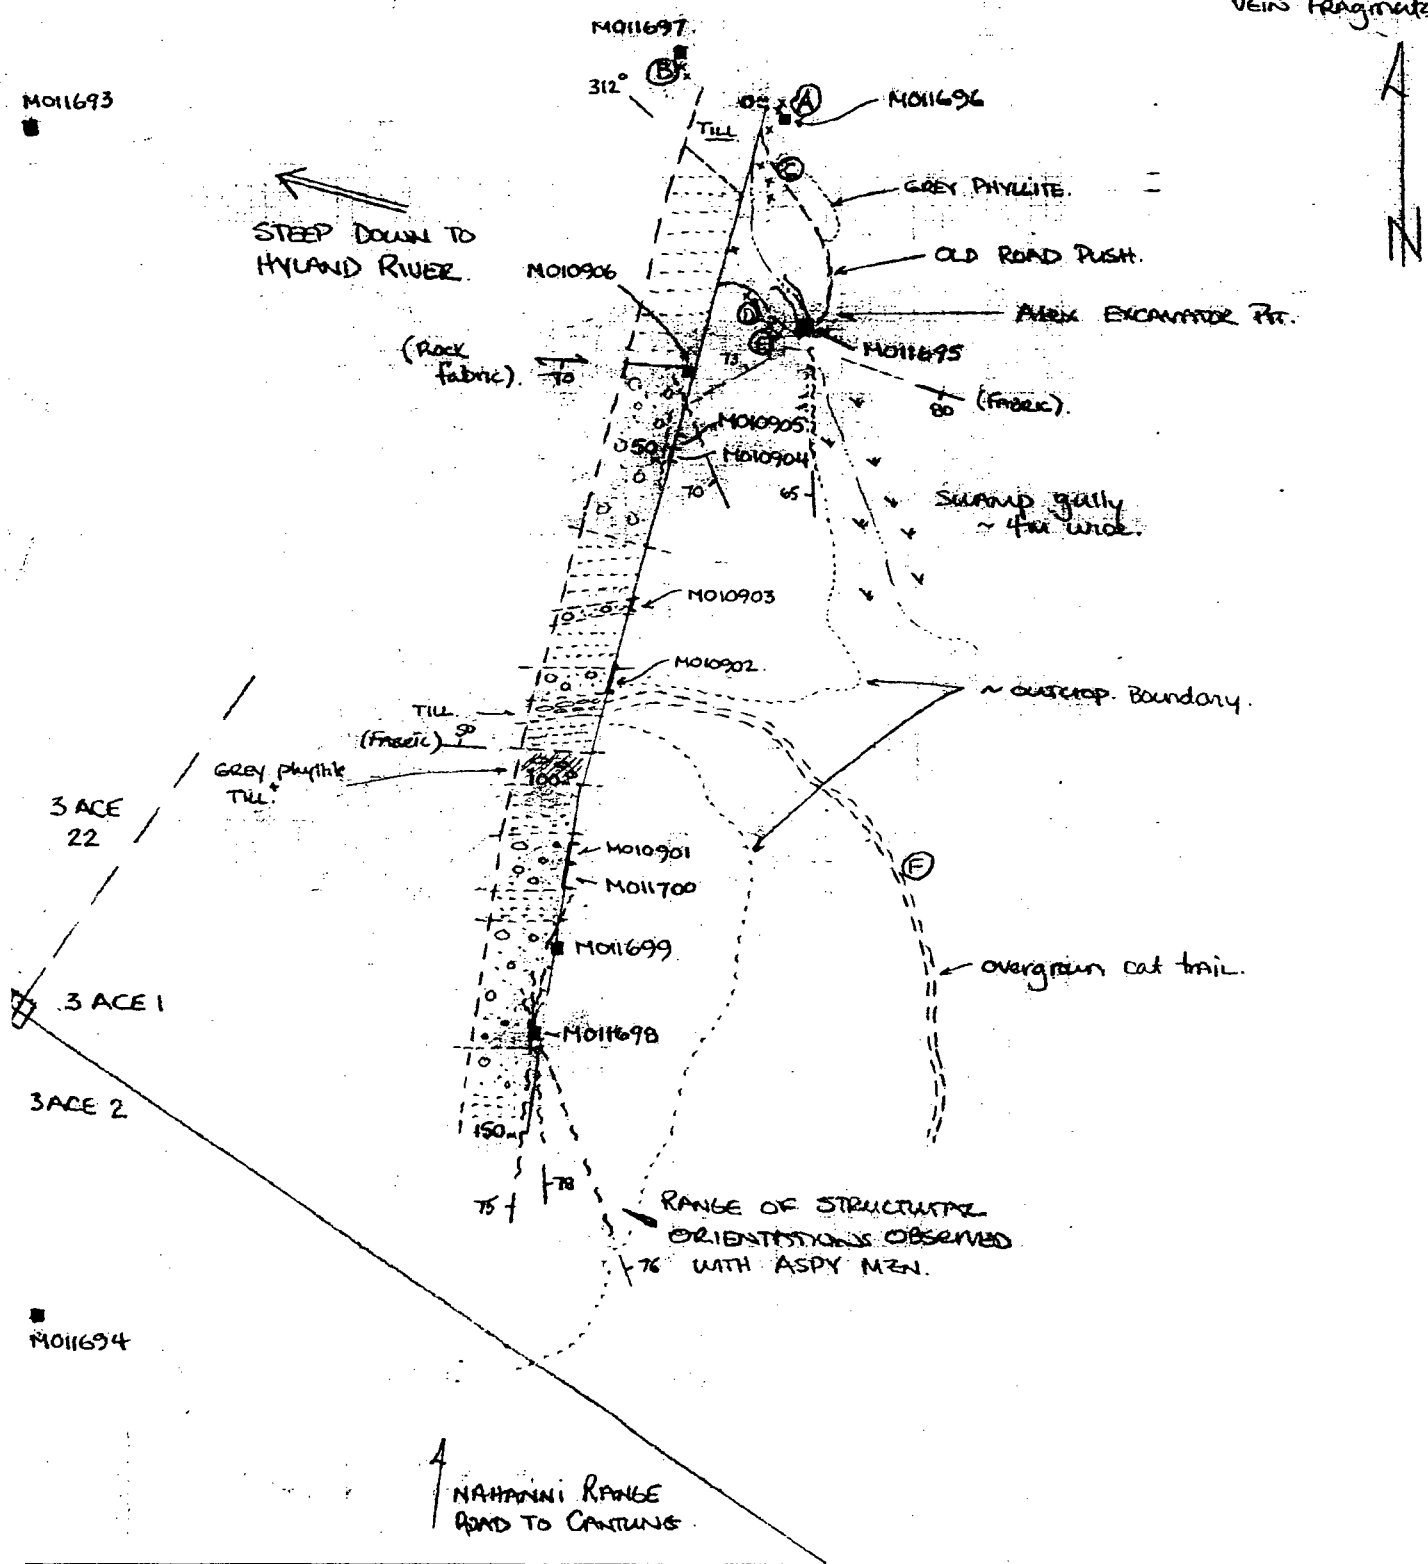 VEIN FRAGMENTS
M011697
M011693
B
312°
A
M011696
TILL
C
GREY PHYLLITE.
STEEP DOWN TO
HYLAND RIVER.
OLD ROAD PUSH.
M010906
D
EXCAVATOR PIT.
E
M011695
(ROCK
fabric).
70
73
80
(FABRIC).
M010905
50
M010904
70
65
SWAMP gully
~ 4m wide.
M010903
M010902.
~ outcrop Boundary.
TILL
(FABRIC) 50
GREY phyllite
TILL.
100
3 ACE
22
M010901
F
M011700
M011699
overgrown cat trail.
3 ACE 1
M011698
3 ACE 2
150m
78
75
RANGE OF STRUCTURAL
ORIENTATIONS OBSERVED
WITH ASPY MZN.
76
M011694
N
NAHANNI RANGE
ROAD TO CANTUNG.